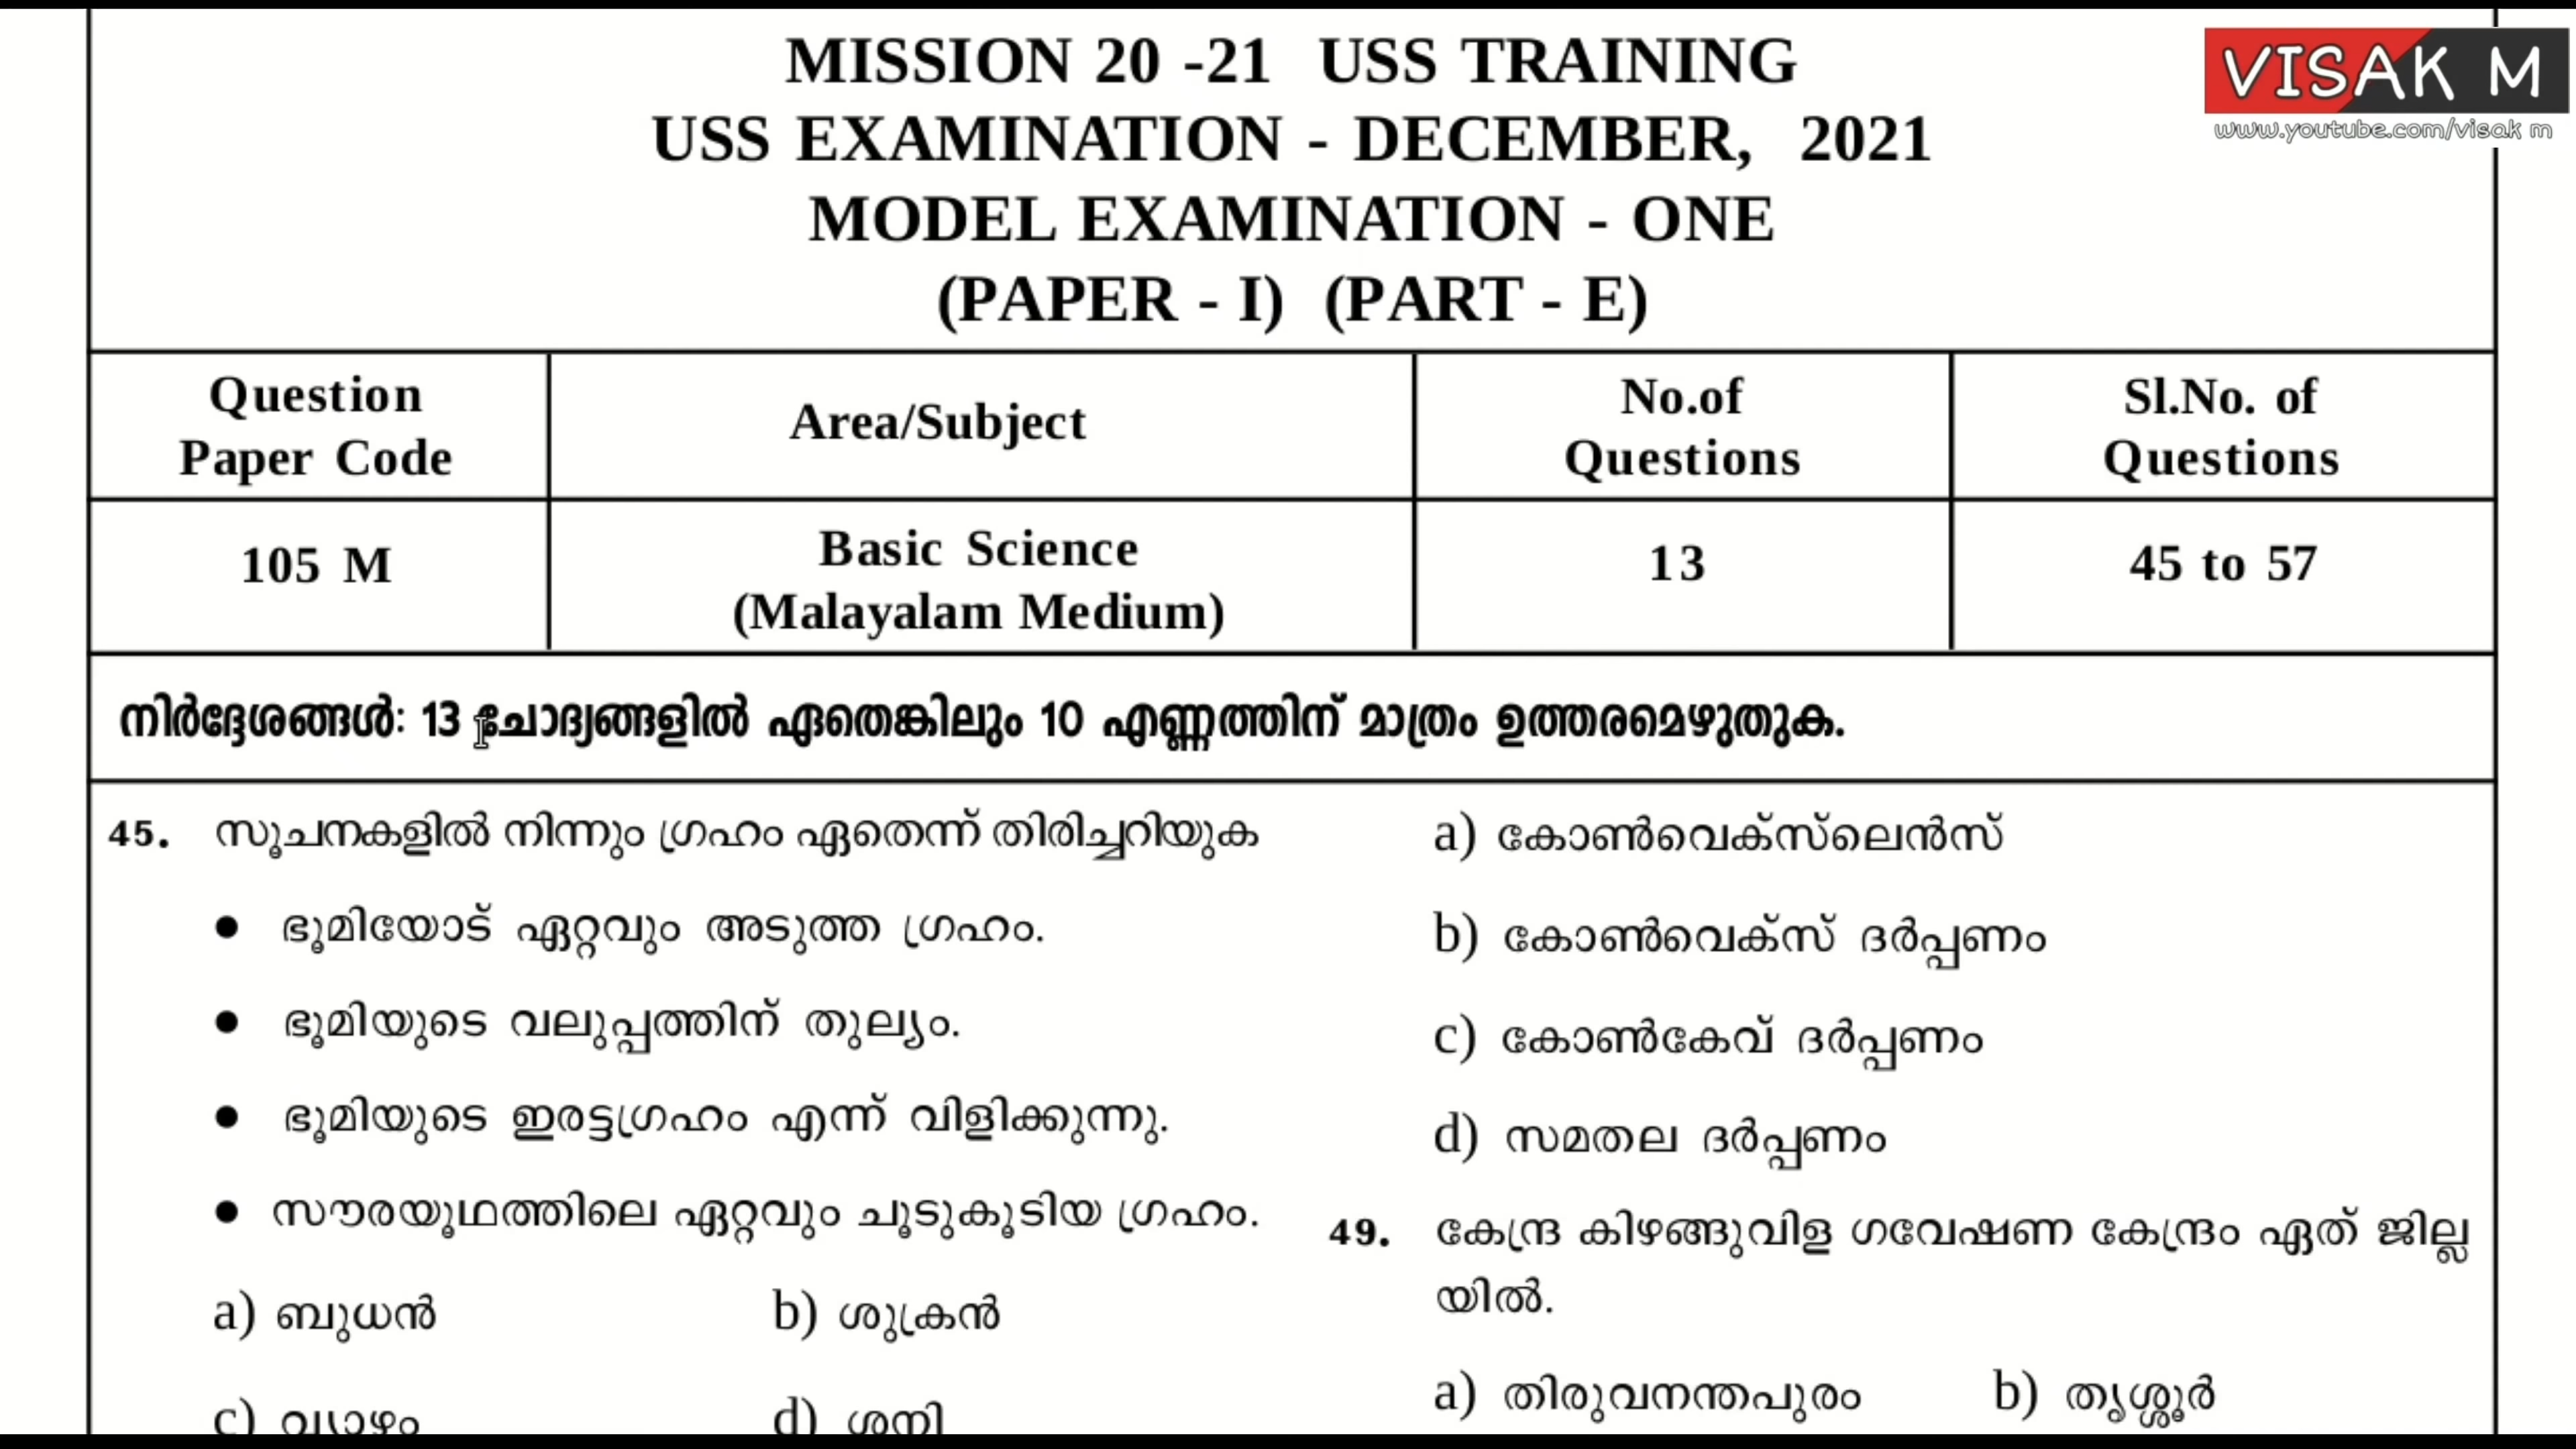 MISSION 20 -21 USS TRAINING
USS EXAMINATION - DECEMBER, 2021
MODEL EXAMINATION - ONE
(PAPER - I) (PART - E)
VISAK M
www.youtube.com/visak m
Question Paper Code
Area/Subject
No.of Questions
Sl.No. of Questions
105 M
Basic Science
(Malayalam Medium)
13
45 to 57
നിർദ്ദേശങ്ങൾ: 13 ചോദ്യങ്ങളിൽ ഏതെങ്കിലും 10 എണ്ണത്തിന് മാത്രം ഉത്തരമെഴുതുക.
45. സൂചനകളിൽ നിന്നും ഗ്രഹം ഏതെന്ന് തിരിച്ചറിയുക
● ഭൂമിയോട് ഏറ്റവും അടുത്ത ഗ്രഹം.
● ഭൂമിയുടെ വലുപ്പത്തിന് തുല്യം.
● ഭൂമിയുടെ ഇരട്ടഗ്രഹം എന്ന് വിളിക്കുന്നു.
● സൗരയൂഥത്തിലെ ഏറ്റവും ചൂടുകൂടിയ ഗ്രഹം.
a) ബുധൻ b) ശുക്രൻ
c) വ്യാഴം d) ശനി
a) കോൺവെക്സ്ലെൻസ്
b) കോൺവെക്സ് ദർപ്പണം
c) കോൺകേവ് ദർപ്പണം
d) സമതല ദർപ്പണം
49. കേന്ദ്ര കിഴങ്ങുവിള ഗവേഷണ കേന്ദ്രം ഏത് ജില്ല
യിൽ.
a) തിരുവനന്തപുരം b) തൃശ്ശൂർ